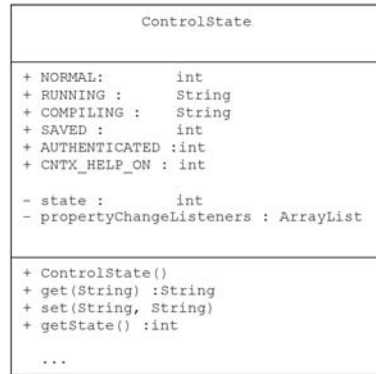 ControlState
+ NORMAL: int
+ RUNNING : String
+ COMPILING : String
+ SAVED : int
+ AUTHENTICATED :int
+ CNTX_HELP_ON : int
- state : int
- propertyChangeListeners : ArrayList
+ ControlState()
+ get(String) :String
+ set(String, String)
+ getState() :int
...